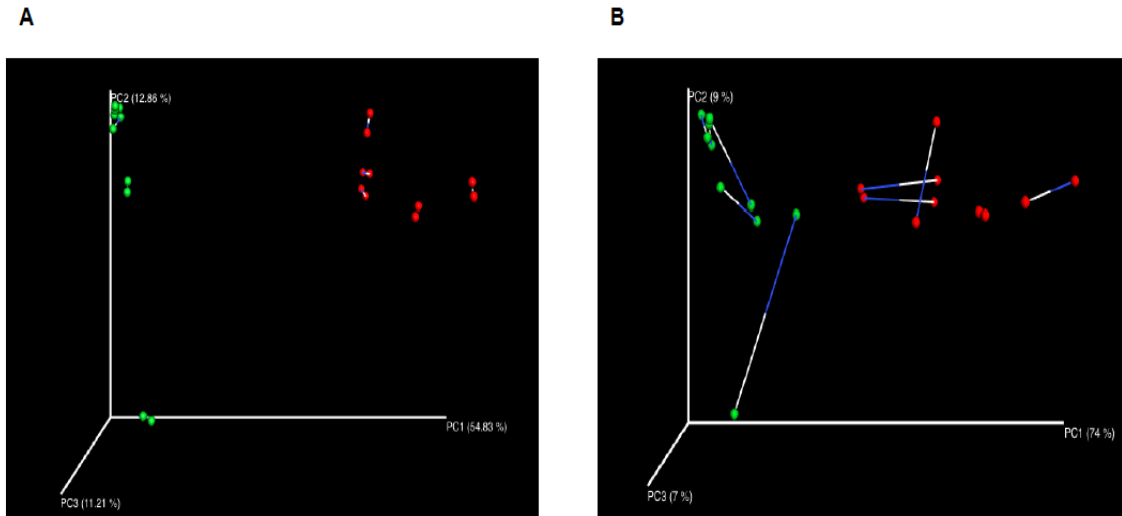 A
B
PC2 (12.86 %)
PC1 (54.83 %)
PC3 (11.21 %)
PC2 (9 %)
PC1 (74 %)
PC3 (7 %)